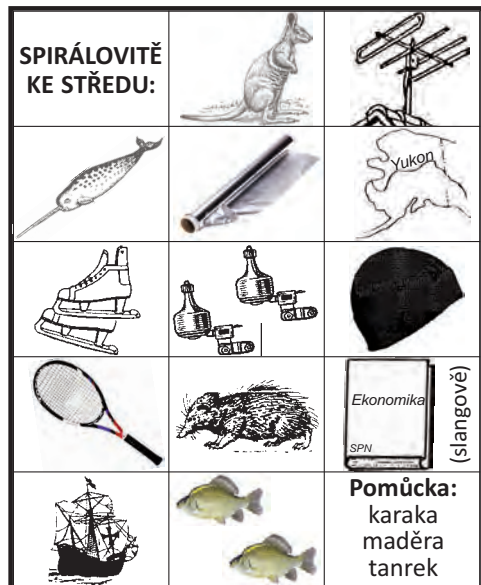 SPIRÁLOVITĚ
KE STŘEDU:
Yukon
Ekonomika
SPN
(slangově)
Pomůcka:
karaka
maděra
tanrek